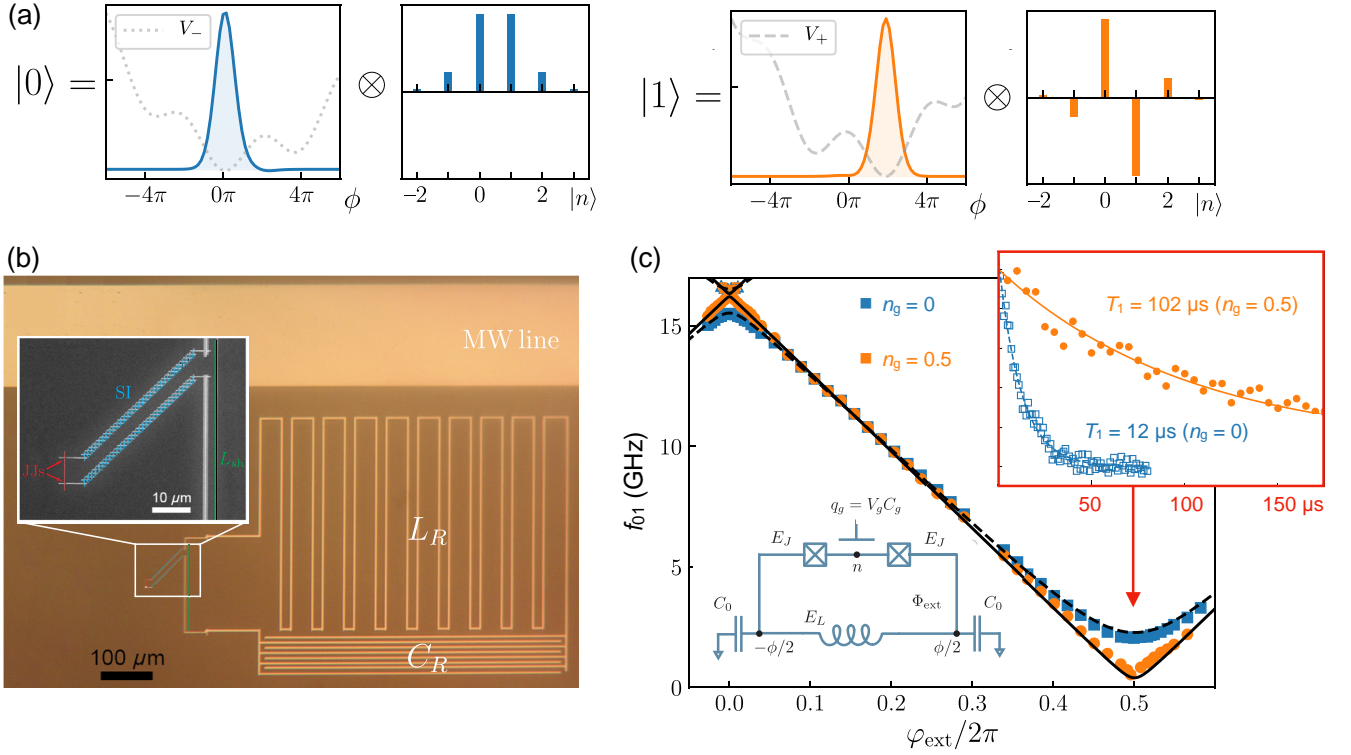 (a)
|0⟩ =
V₋
−4π 0π 4π ϕ
⊗
−2 0 2 |n⟩
|1⟩ =
V₊
−4π 0π 4π ϕ
⊗
−2 0 2 |n⟩
(b)
MW line
SI
JJs
L_sh
10 µm
L_R
C_R
100 µm
(c)
f₀₁ (GHz)
15
10
5
0
n_g = 0
n_g = 0.5
T₁ = 102 µs (n_g = 0.5)
T₁ = 12 µs (n_g = 0)
50 100 150 µs
q_g = V_gC_g
E_J E_J
n
C₀ E_L Φ_ext C₀
−ϕ/2 ϕ/2
0.0 0.1 0.2 0.3 0.4 0.5
φ_ext/2π